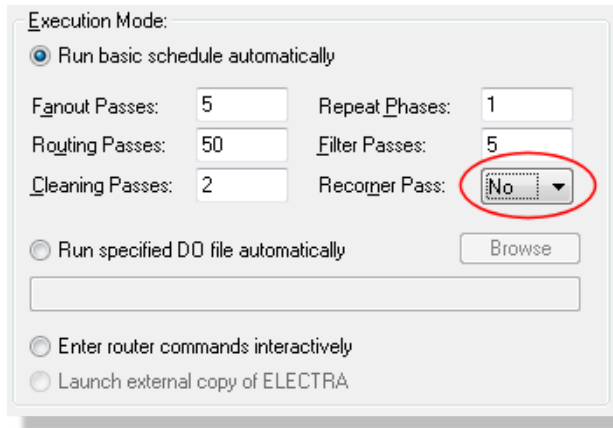 Execution Mode:
Run basic schedule automatically
Fanout Passes: 5 Repeat Phases: 1
Routing Passes: 50 Filter Passes: 5
Cleaning Passes: 2 Recorner Pass: No
Run specified DO file automatically Browse
Enter router commands interactively
Launch external copy of ELECTRA